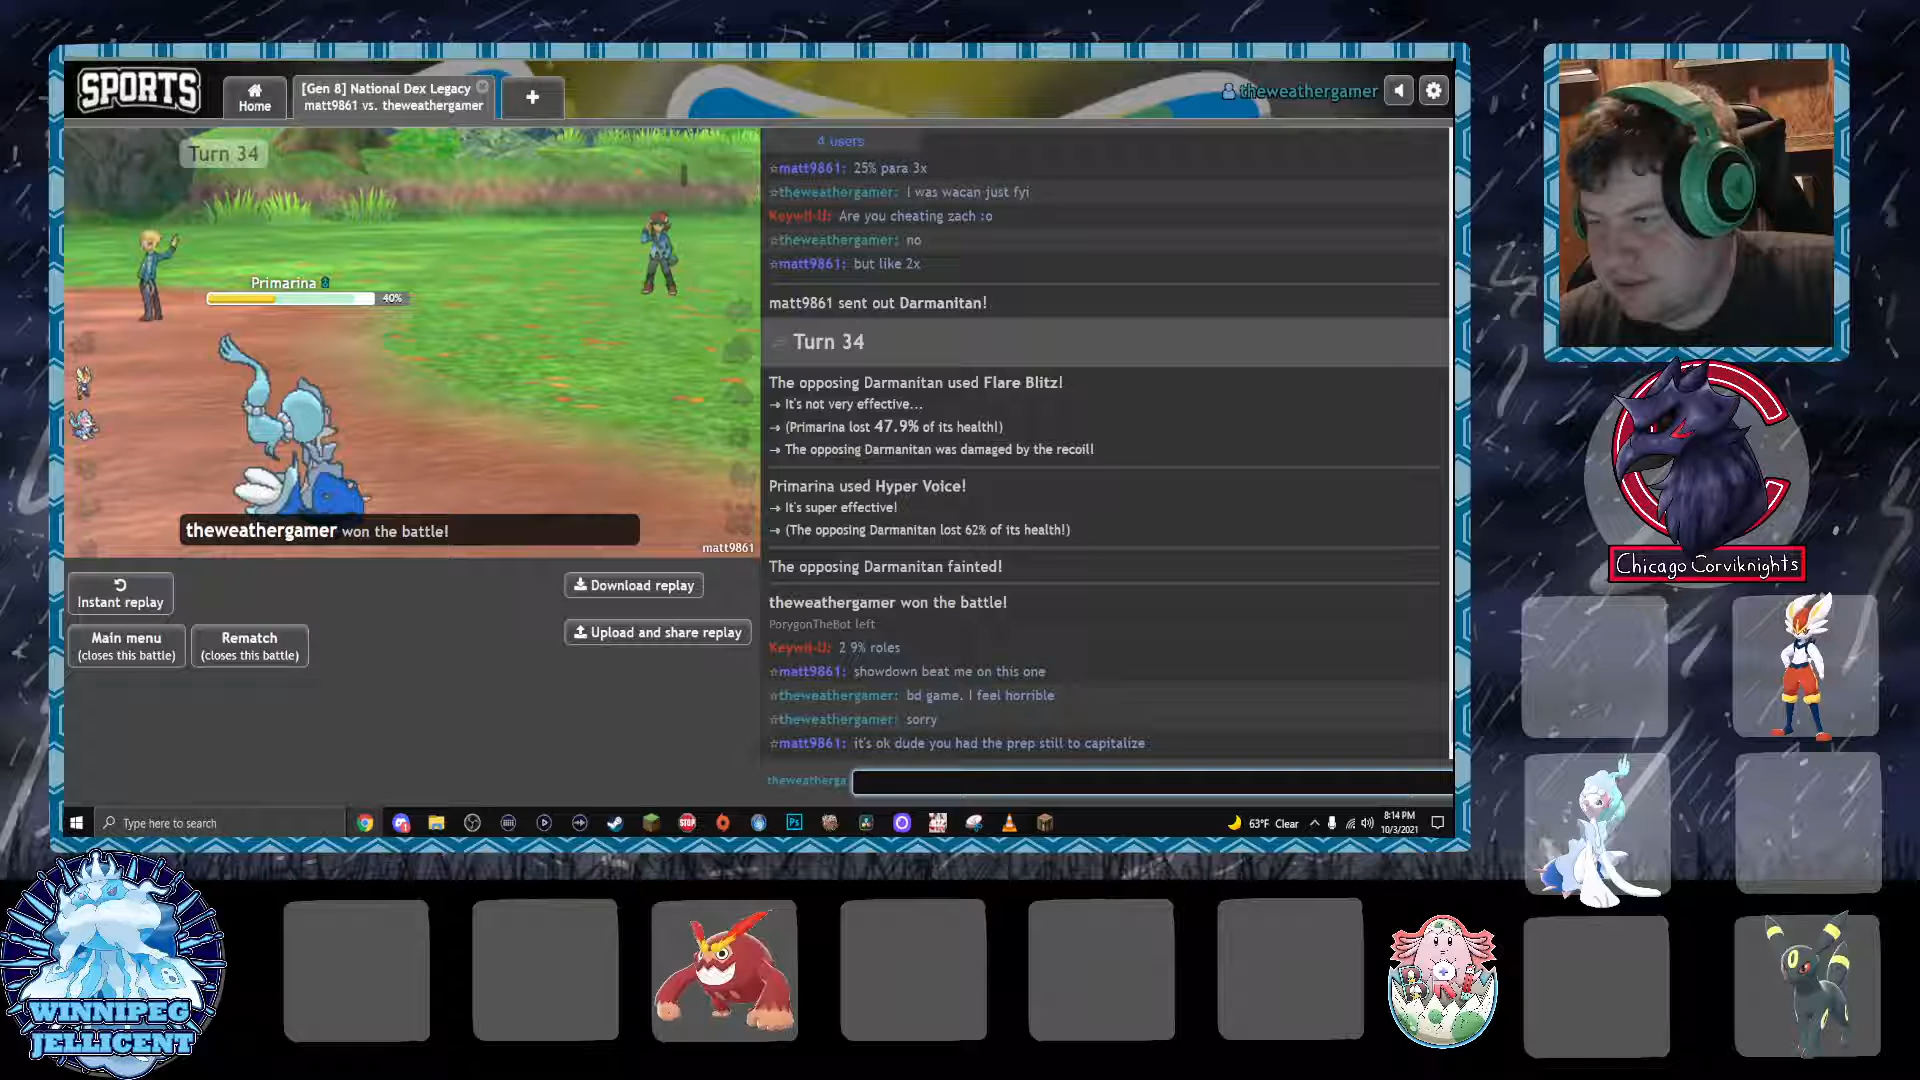 SPORTS
Home
[Gen 8] National Dex Legacy
matt9861 vs. theweathergamer
+
theweathergamer
Turn 34
Primarina
40%
theweathergamer won the battle!
matt9861
Instant replay
Download replay
Main menu
(closes this battle)
Rematch
(closes this battle)
Upload and share replay
4 users
☆matt9861: 25% para 3x
☆theweathergamer: I was wacan just fyi
Keywii-U: Are you cheating zach :o
☆theweathergamer: no
☆matt9861: but like 2x
matt9861 sent out Darmanitan!
Turn 34
The opposing Darmanitan used Flare Blitz!
→ It's not very effective...
→ (Primarina lost 47.9% of its health!)
→ The opposing Darmanitan was damaged by the recoil!
Primarina used Hyper Voice!
→ It's super effective!
→ (The opposing Darmanitan lost 62% of its health!)
The opposing Darmanitan fainted!
theweathergamer won the battle!
PorygonTheBot left
Keywii-U: 2 9% roles
☆matt9861: showdown beat me on this one
☆theweathergamer: bd game. I feel horrible
☆theweathergamer: sorry
☆matt9861: it's ok dude you had the prep still to capitalize
theweatherga
Type here to search
STOP
Ps
63°F Clear
8:14 PM
10/3/2021
Chicago Corviknights
WINNIPEG
JELLICENT